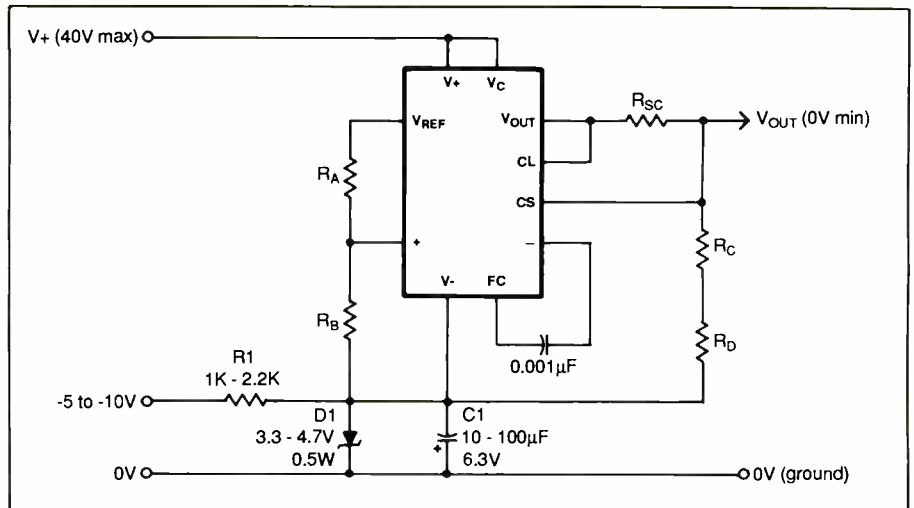 V+ (40V max)
V+ VC
VREF
VOUT
RSC
VOUT (0V min)
CL
RA
CS
+
−
RC
V- FC
RB
RD
0.001µF
R1
1K - 2.2K
-5 to -10V
D1
3.3 - 4.7V
0.5W
C1
10 - 100µF
+
6.3V
0V
0V (ground)